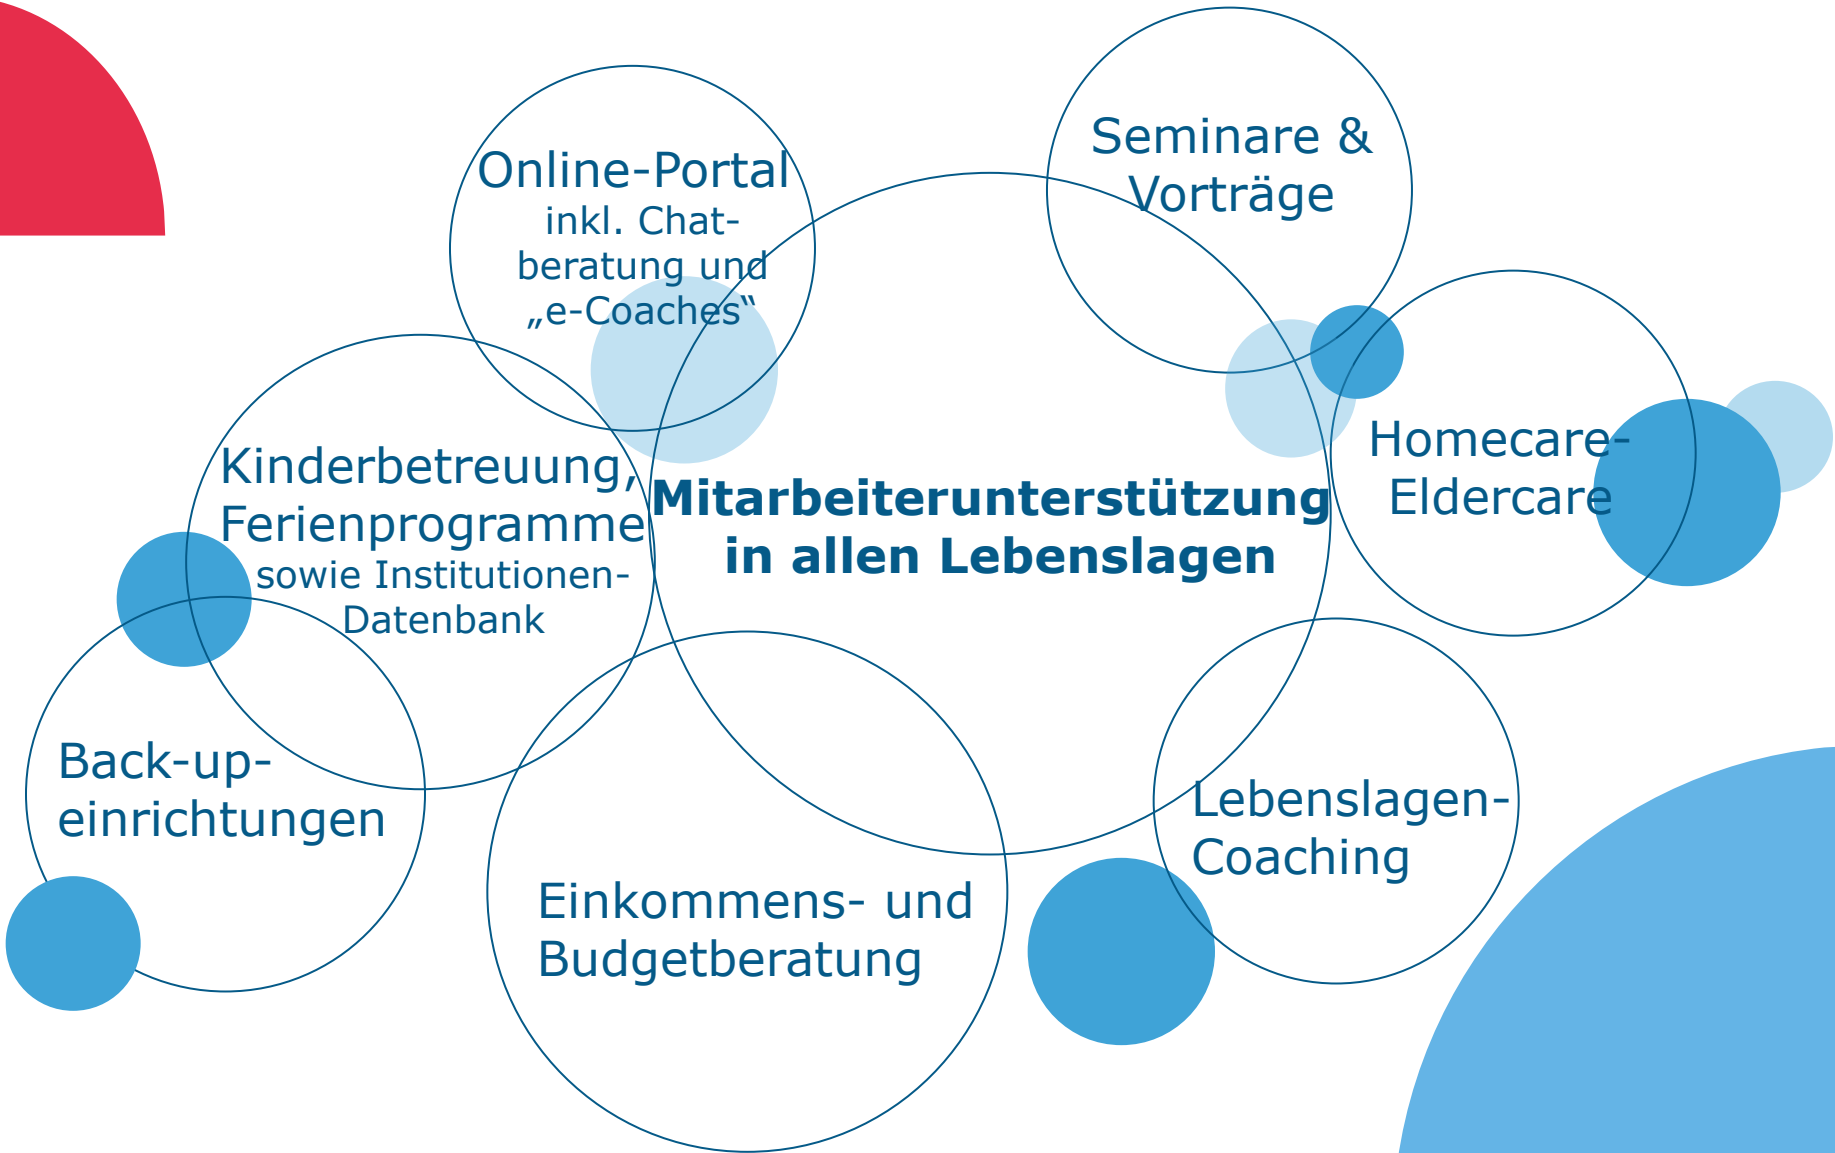 Online-Portal
inkl. Chat-
beratung und
„e-Coaches“
Seminare &
Vorträge
Kinderbetreuung,
Ferienprogramme
sowie Institutionen-
Datenbank
Mitarbeiterunterstützung
in allen Lebenslagen
Homecare-
Eldercare
Back-up-
einrichtungen
Einkommens- und
Budgetberatung
Lebenslagen-
Coaching